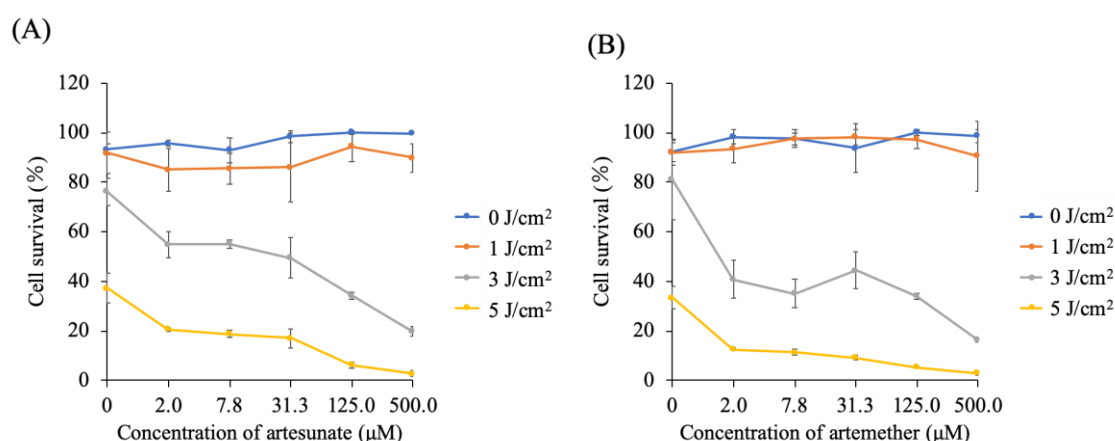 (A)
120
100
80
60
40
20
0
Cell survival (%)
0 2.0 7.8 31.3 125.0 500.0
Concentration of artesunate (μM)
0 J/cm²
1 J/cm²
3 J/cm²
5 J/cm²
(B)
120
100
80
60
40
20
0
Cell survival (%)
0 2.0 7.8 31.3 125.0 500.0
Concentration of artemether (μM)
0 J/cm²
1 J/cm²
3 J/cm²
5 J/cm²